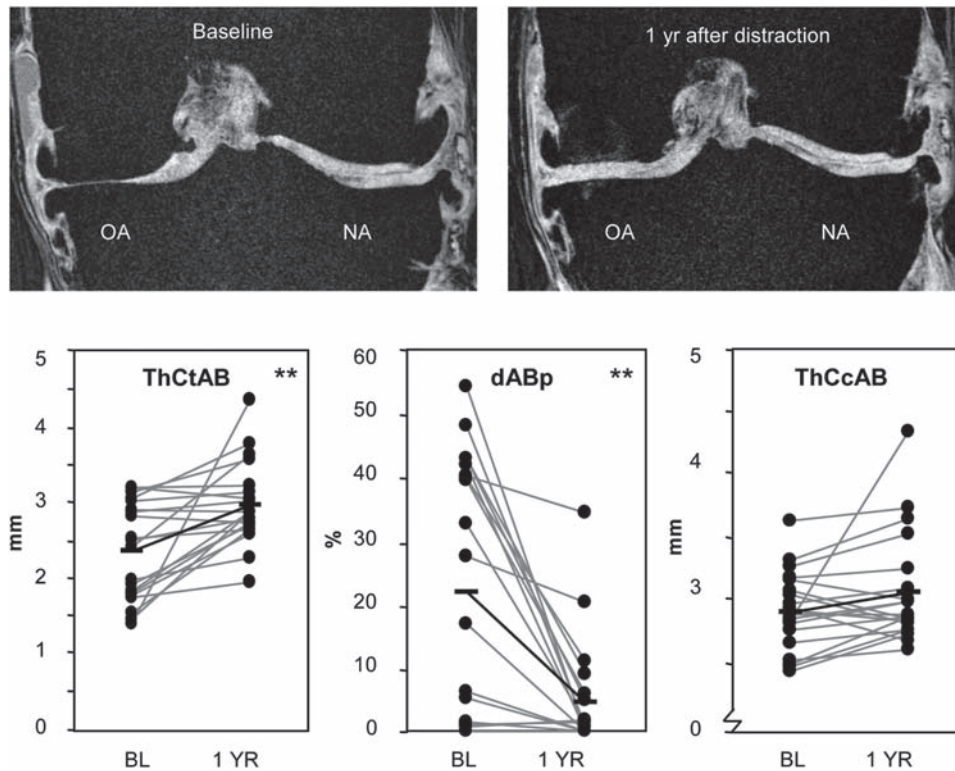 Baseline
OA
NA
1 yr after distraction
OA
NA
ThCtAB **
mm
5
4
3
2
1
0
BL 1 YR
dABp **
%
60
50
40
30
20
10
0
BL 1 YR
ThCcAB
mm
5
4
3
0
BL 1 YR